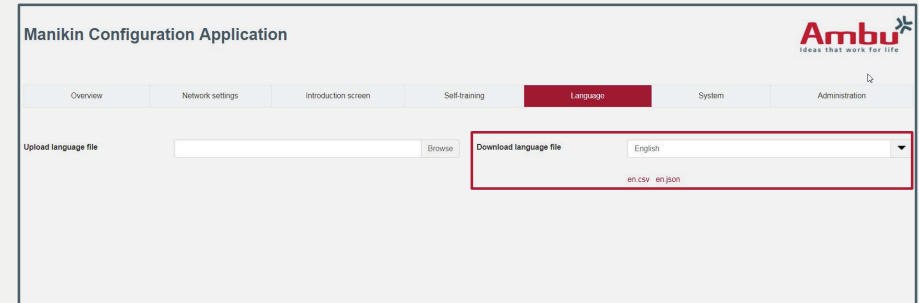 Manikin Configuration Application
Ambu
Ideas that work for life
Overview Network settings Introduction screen Self-training Language System Administration
Upload language file Browse Download language file English
en.csv en.json